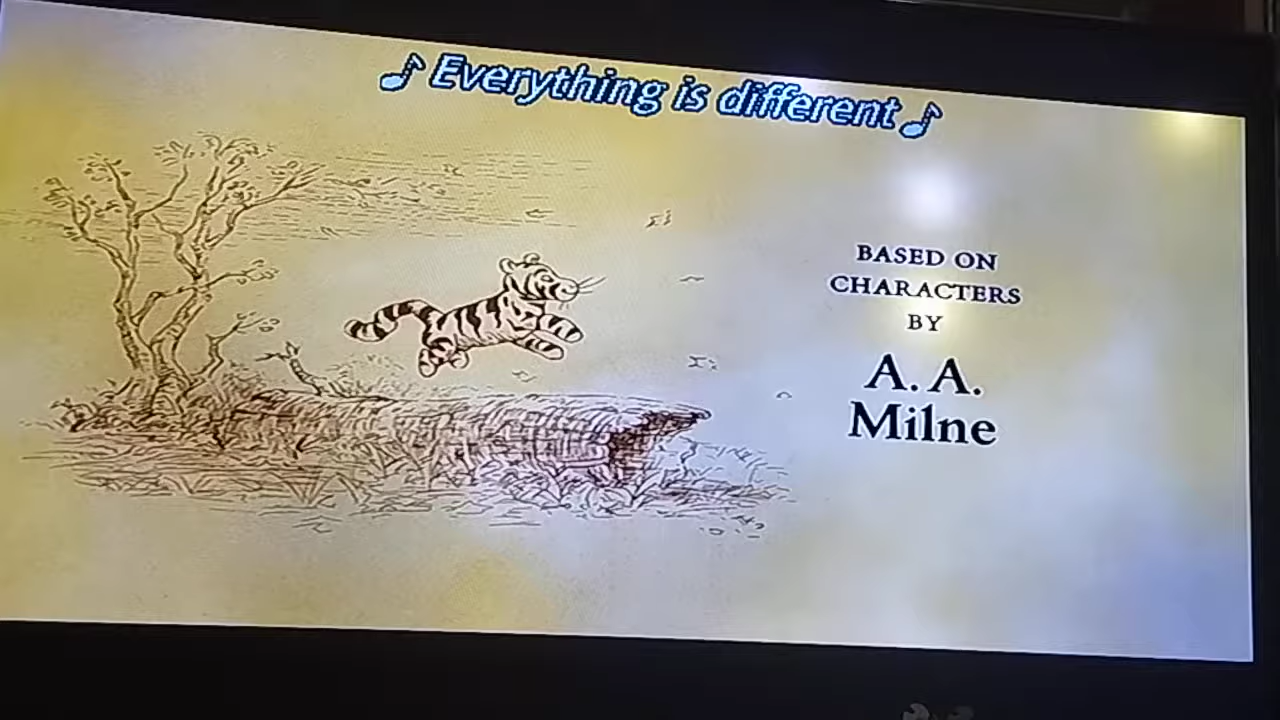 ♪ Everything is different ♪
BASED ON
CHARACTERS
BY
A. A.
Milne